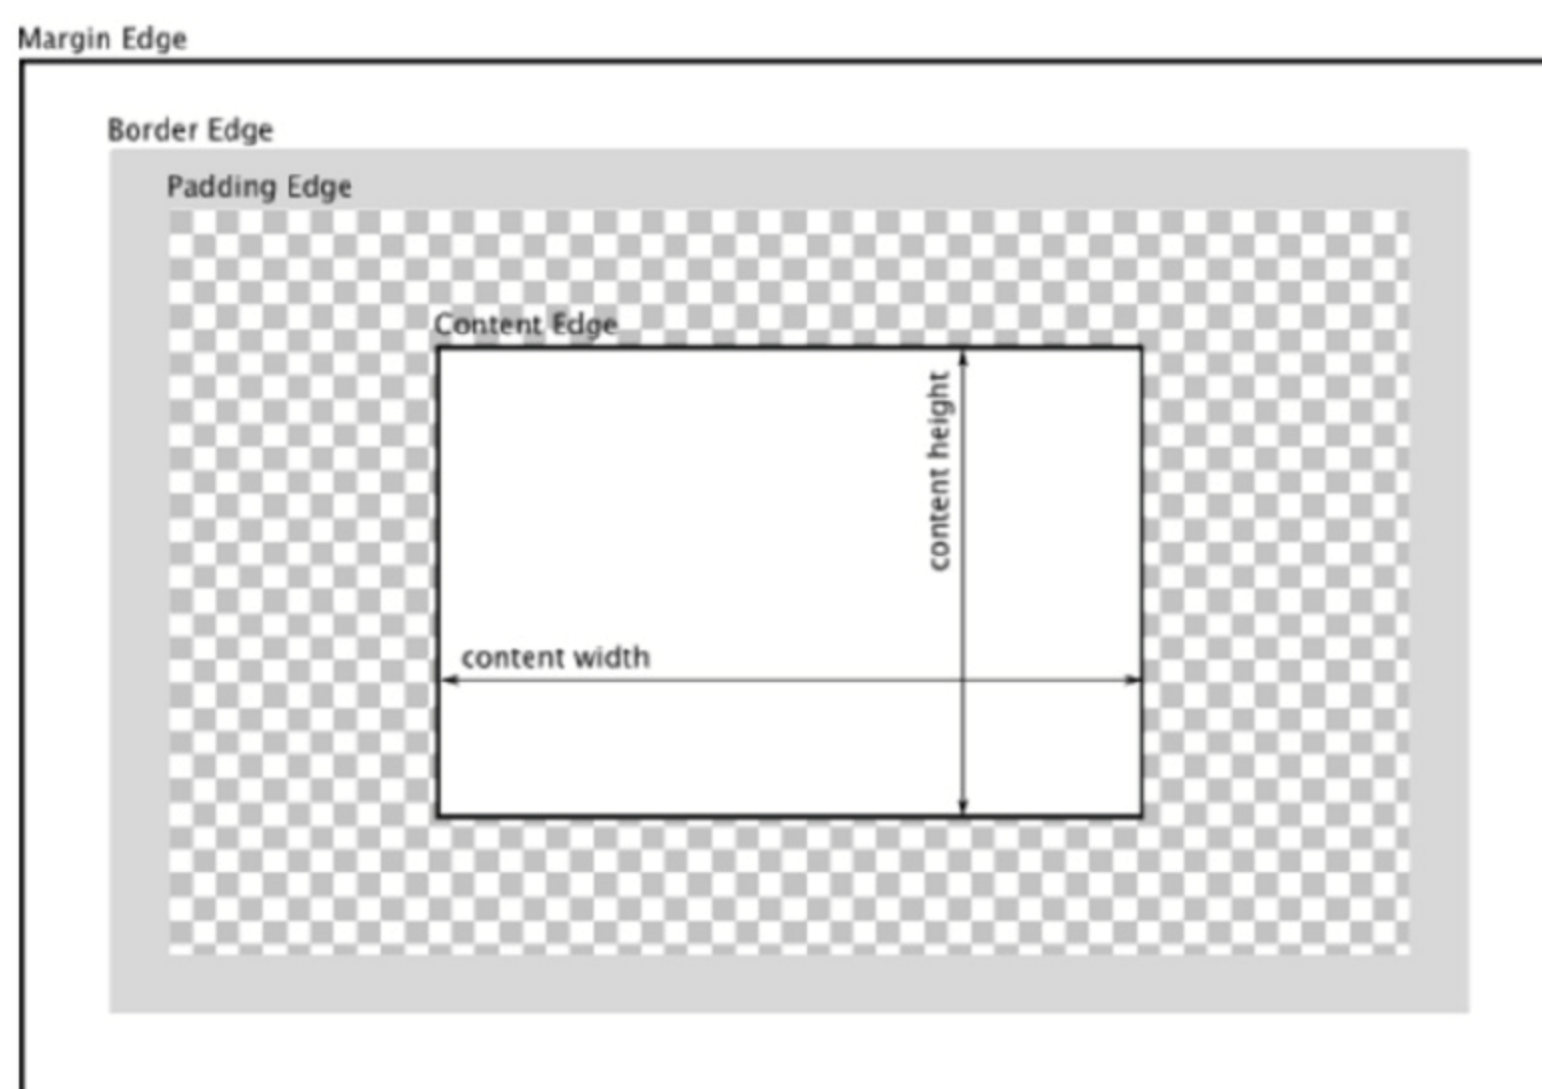 Margin Edge
Border Edge
Padding Edge
Content Edge
content height
content width